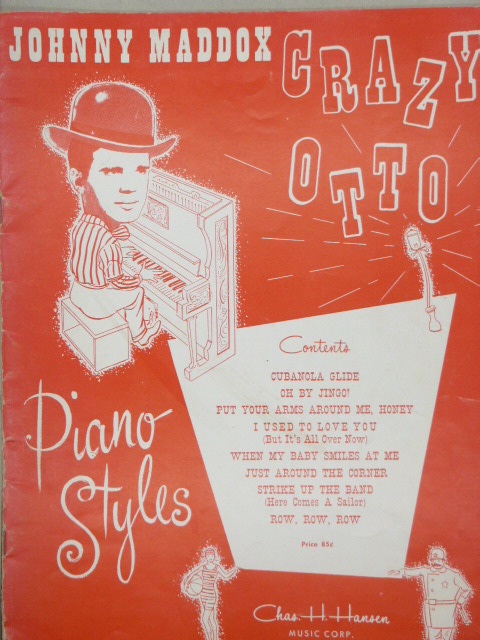 JOHNNY MADDOX
CRAZY
OTTO
Contents
CUBANOLA GLIDE
OH BY JINGO!
PUT YOUR ARMS AROUND ME, HONEY
I USED TO LOVE YOU
(But It's All Over Now)
WHEN MY BABY SMILES AT ME
JUST AROUND THE CORNER
STRIKE UP THE BAND
(Here Comes A Sailor)
ROW, ROW, ROW
Price 85¢
Piano
Styles
Chas. H. Hansen
MUSIC CORP.